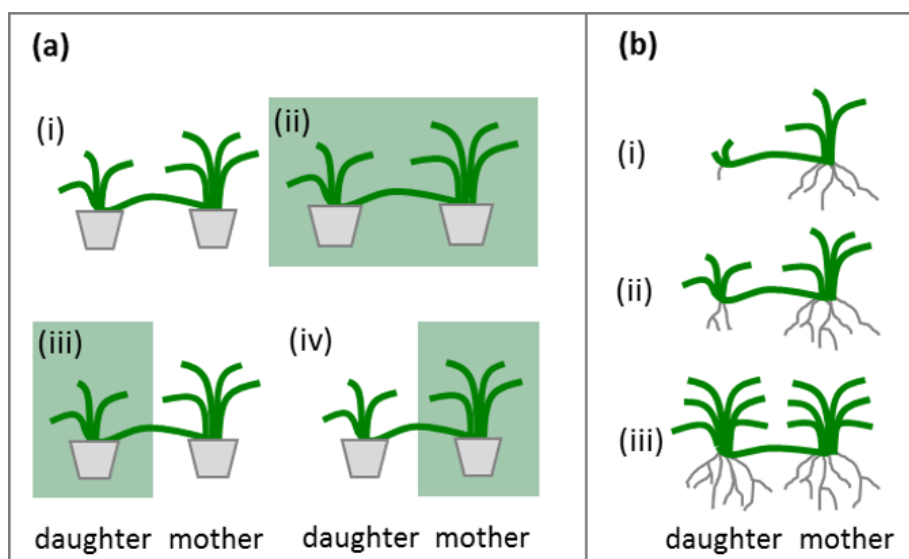 (a)
(i)
(ii)
(iii)
(iv)
daughter mother
daughter mother
(b)
(i)
(ii)
(iii)
daughter mother